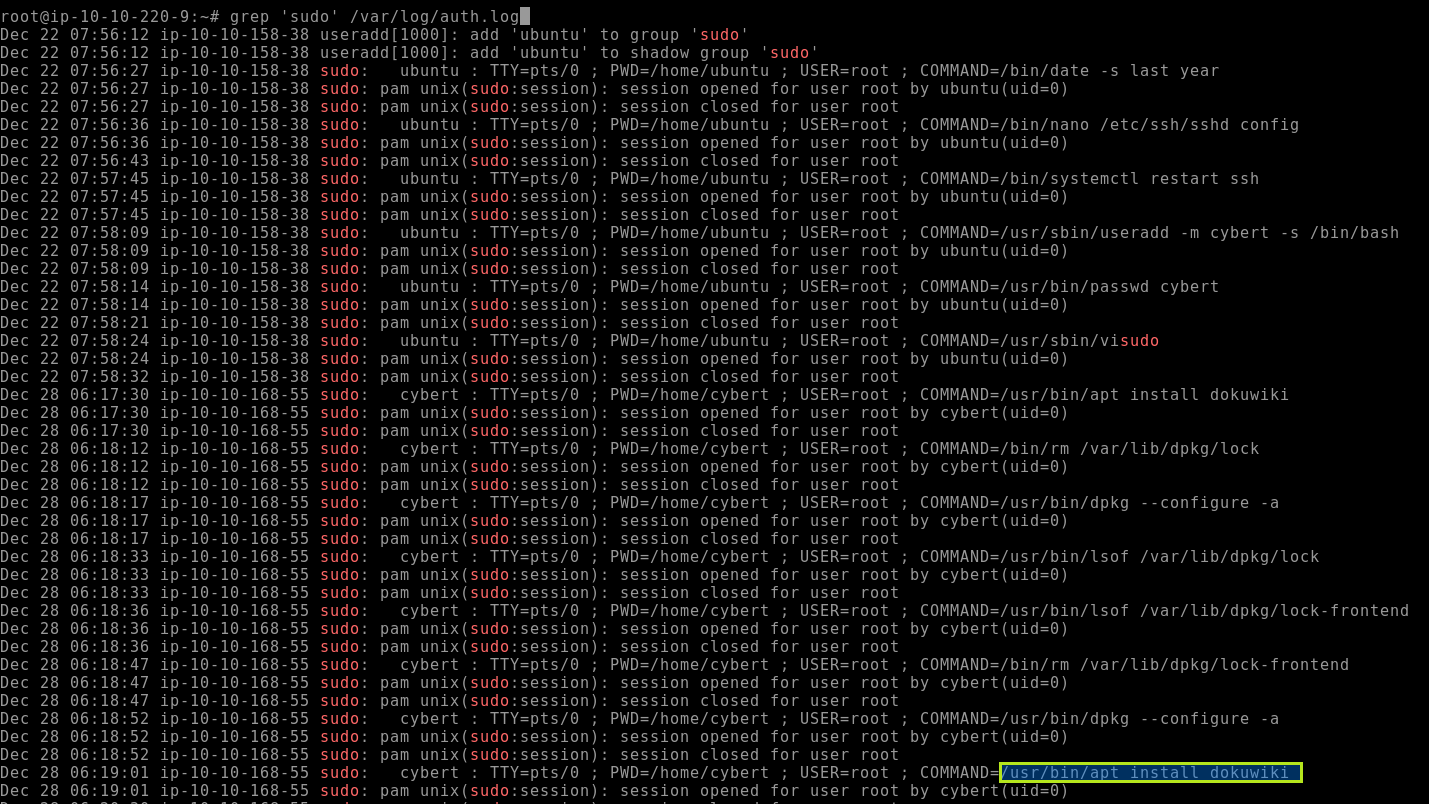 root@ip-10-10-220-9:~# grep 'sudo' /var/log/auth.log
Dec 22 07:56:12 ip-10-10-158-38 useradd[1000]: add 'ubuntu' to group 'sudo'
Dec 22 07:56:12 ip-10-10-158-38 useradd[1000]: add 'ubuntu' to shadow group 'sudo'
Dec 22 07:56:27 ip-10-10-158-38 sudo:   ubuntu : TTY=pts/0 ; PWD=/home/ubuntu ; USER=root ; COMMAND=/bin/date -s last year
Dec 22 07:56:27 ip-10-10-158-38 sudo: pam unix(sudo:session): session opened for user root by ubuntu(uid=0)
Dec 22 07:56:27 ip-10-10-158-38 sudo: pam unix(sudo:session): session closed for user root
Dec 22 07:56:36 ip-10-10-158-38 sudo:   ubuntu : TTY=pts/0 ; PWD=/home/ubuntu ; USER=root ; COMMAND=/bin/nano /etc/ssh/sshd config
Dec 22 07:56:36 ip-10-10-158-38 sudo: pam unix(sudo:session): session opened for user root by ubuntu(uid=0)
Dec 22 07:56:43 ip-10-10-158-38 sudo: pam unix(sudo:session): session closed for user root
Dec 22 07:57:45 ip-10-10-158-38 sudo:   ubuntu : TTY=pts/0 ; PWD=/home/ubuntu ; USER=root ; COMMAND=/bin/systemctl restart ssh
Dec 22 07:57:45 ip-10-10-158-38 sudo: pam unix(sudo:session): session opened for user root by ubuntu(uid=0)
Dec 22 07:57:45 ip-10-10-158-38 sudo: pam unix(sudo:session): session closed for user root
Dec 22 07:58:09 ip-10-10-158-38 sudo:   ubuntu : TTY=pts/0 ; PWD=/home/ubuntu ; USER=root ; COMMAND=/usr/sbin/useradd -m cybert -s /bin/bash
Dec 22 07:58:09 ip-10-10-158-38 sudo: pam unix(sudo:session): session opened for user root by ubuntu(uid=0)
Dec 22 07:58:09 ip-10-10-158-38 sudo: pam unix(sudo:session): session closed for user root
Dec 22 07:58:14 ip-10-10-158-38 sudo:   ubuntu : TTY=pts/0 ; PWD=/home/ubuntu ; USER=root ; COMMAND=/usr/bin/passwd cybert
Dec 22 07:58:14 ip-10-10-158-38 sudo: pam unix(sudo:session): session opened for user root by ubuntu(uid=0)
Dec 22 07:58:21 ip-10-10-158-38 sudo: pam unix(sudo:session): session closed for user root
Dec 22 07:58:24 ip-10-10-158-38 sudo:   ubuntu : TTY=pts/0 ; PWD=/home/ubuntu ; USER=root ; COMMAND=/usr/sbin/visudo
Dec 22 07:58:24 ip-10-10-158-38 sudo: pam unix(sudo:session): session opened for user root by ubuntu(uid=0)
Dec 22 07:58:32 ip-10-10-158-38 sudo: pam unix(sudo:session): session closed for user root
Dec 28 06:17:30 ip-10-10-168-55 sudo:   cybert : TTY=pts/0 ; PWD=/home/cybert ; USER=root ; COMMAND=/usr/bin/apt install dokuwiki
Dec 28 06:17:30 ip-10-10-168-55 sudo: pam unix(sudo:session): session opened for user root by cybert(uid=0)
Dec 28 06:17:30 ip-10-10-168-55 sudo: pam unix(sudo:session): session closed for user root
Dec 28 06:18:12 ip-10-10-168-55 sudo:   cybert : TTY=pts/0 ; PWD=/home/cybert ; USER=root ; COMMAND=/bin/rm /var/lib/dpkg/lock
Dec 28 06:18:12 ip-10-10-168-55 sudo: pam unix(sudo:session): session opened for user root by cybert(uid=0)
Dec 28 06:18:12 ip-10-10-168-55 sudo: pam unix(sudo:session): session closed for user root
Dec 28 06:18:17 ip-10-10-168-55 sudo:   cybert : TTY=pts/0 ; PWD=/home/cybert ; USER=root ; COMMAND=/usr/bin/dpkg --configure -a
Dec 28 06:18:17 ip-10-10-168-55 sudo: pam unix(sudo:session): session opened for user root by cybert(uid=0)
Dec 28 06:18:17 ip-10-10-168-55 sudo: pam unix(sudo:session): session closed for user root
Dec 28 06:18:33 ip-10-10-168-55 sudo:   cybert : TTY=pts/0 ; PWD=/home/cybert ; USER=root ; COMMAND=/usr/bin/lsof /var/lib/dpkg/lock
Dec 28 06:18:33 ip-10-10-168-55 sudo: pam unix(sudo:session): session opened for user root by cybert(uid=0)
Dec 28 06:18:33 ip-10-10-168-55 sudo: pam unix(sudo:session): session closed for user root
Dec 28 06:18:36 ip-10-10-168-55 sudo:   cybert : TTY=pts/0 ; PWD=/home/cybert ; USER=root ; COMMAND=/usr/bin/lsof /var/lib/dpkg/lock-frontend
Dec 28 06:18:36 ip-10-10-168-55 sudo: pam unix(sudo:session): session opened for user root by cybert(uid=0)
Dec 28 06:18:36 ip-10-10-168-55 sudo: pam unix(sudo:session): session closed for user root
Dec 28 06:18:47 ip-10-10-168-55 sudo:   cybert : TTY=pts/0 ; PWD=/home/cybert ; USER=root ; COMMAND=/bin/rm /var/lib/dpkg/lock-frontend
Dec 28 06:18:47 ip-10-10-168-55 sudo: pam unix(sudo:session): session opened for user root by cybert(uid=0)
Dec 28 06:18:47 ip-10-10-168-55 sudo: pam unix(sudo:session): session closed for user root
Dec 28 06:18:52 ip-10-10-168-55 sudo:   cybert : TTY=pts/0 ; PWD=/home/cybert ; USER=root ; COMMAND=/usr/bin/dpkg --configure -a
Dec 28 06:18:52 ip-10-10-168-55 sudo: pam unix(sudo:session): session opened for user root by cybert(uid=0)
Dec 28 06:18:52 ip-10-10-168-55 sudo: pam unix(sudo:session): session closed for user root
Dec 28 06:19:01 ip-10-10-168-55 sudo:   cybert : TTY=pts/0 ; PWD=/home/cybert ; USER=root ; COMMAND=/usr/bin/apt install dokuwiki
Dec 28 06:19:01 ip-10-10-168-55 sudo: pam unix(sudo:session): session opened for user root by cybert(uid=0)